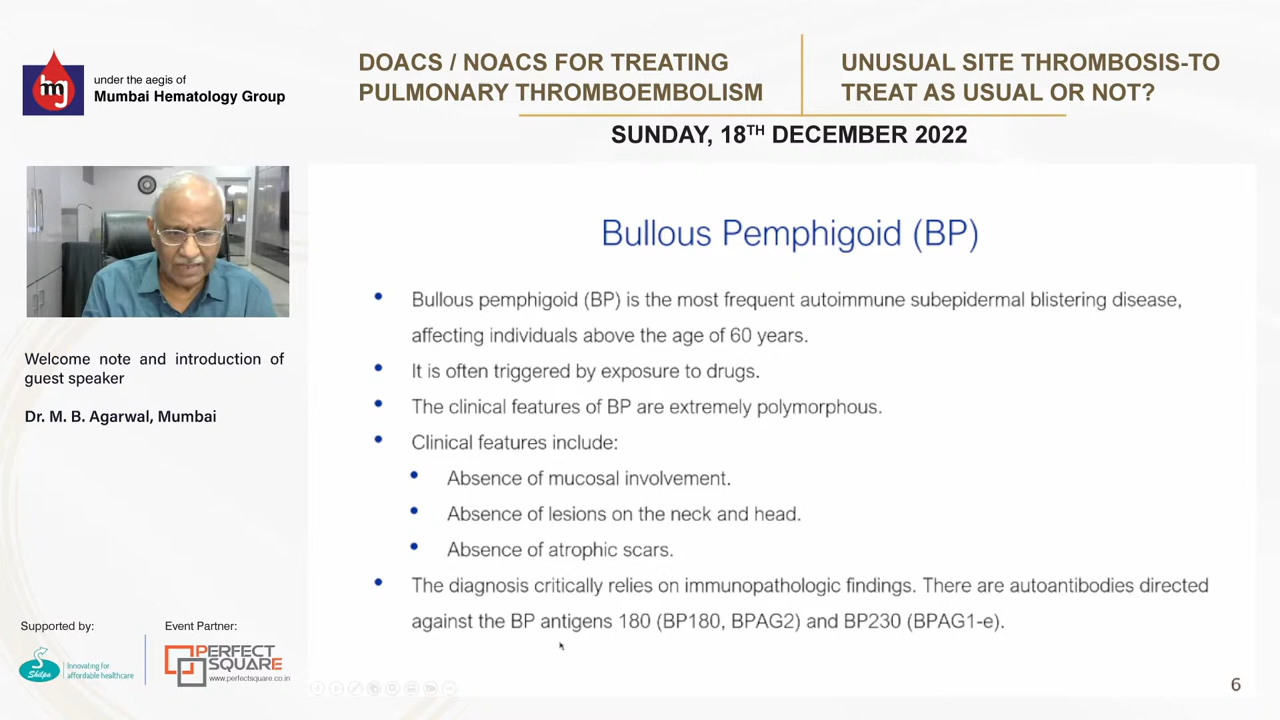 mg
under the aegis of
Mumbai Hematology Group
DOACS / NOACS FOR TREATING
PULMONARY THROMBOEMBOLISM
UNUSUAL SITE THROMBOSIS-TO
TREAT AS USUAL OR NOT?
SUNDAY, 18TH DECEMBER 2022
Welcome note and introduction of
guest speaker
Dr. M. B. Agarwal, Mumbai
Bullous Pemphigoid (BP)
• Bullous pemphigoid (BP) is the most frequent autoimmune subepidermal blistering disease,
affecting individuals above the age of 60 years.
• It is often triggered by exposure to drugs.
• The clinical features of BP are extremely polymorphous.
• Clinical features include:
• Absence of mucosal involvement.
• Absence of lesions on the neck and head.
• Absence of atrophic scars.
• The diagnosis critically relies on immunopathologic findings. There are autoantibodies directed
against the BP antigens 180 (BP180, BPAG2) and BP230 (BPAG1-e).
Supported by:
Shilpa
Innovating for
affordable healthcare
Event Partner:
PERFECT
SQUARE
www.perfectsquare.co.in
6